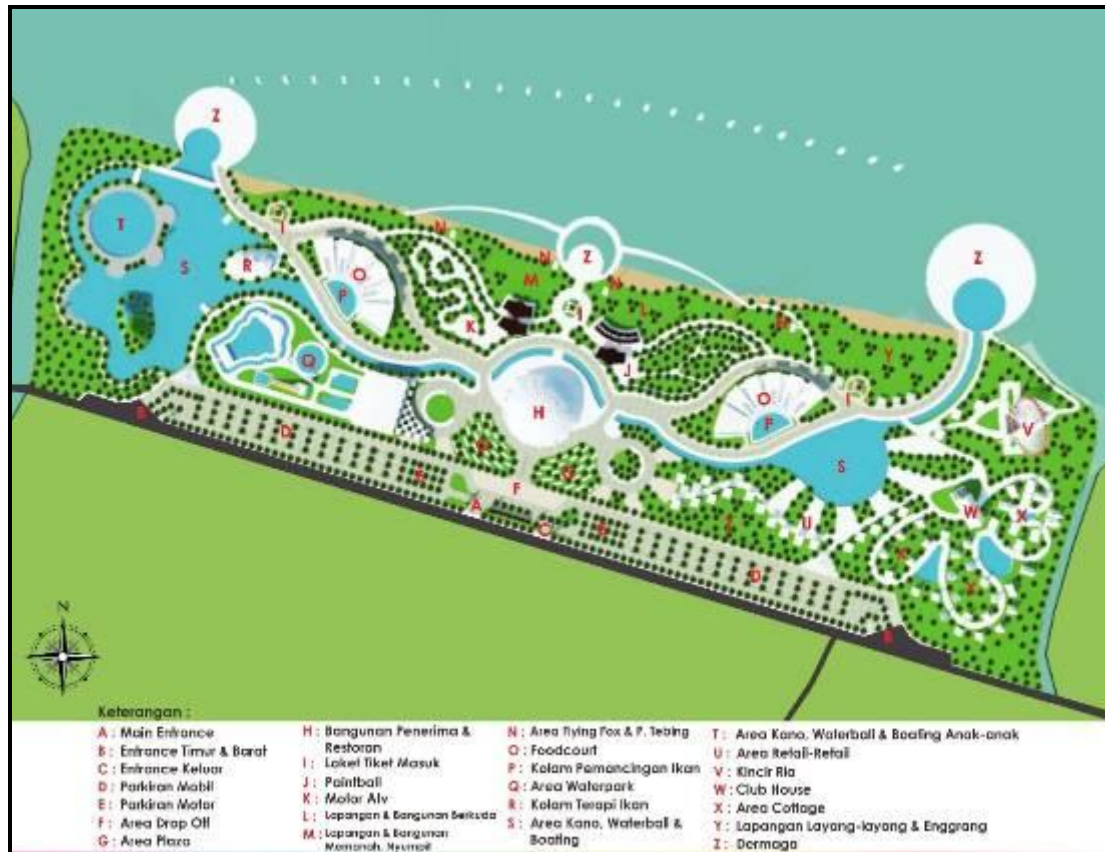 Z
T
S
R
I
O
P
N
N
Z
N
M
L
I
K
J
N
Y
Z
O
P
I
V
Q
H
S
B
D
E
G
G
F
A
C
E
U
W
X
X
X
D
B
N
Keterangan :
A : Main Entrance
B : Entrance Timur & Barat
C : Entrance Keluar
D : Parkiran Mobil
E : Parkiran Motor
F : Area Drop Off
G : Area Plaza
H : Bangunan Penerima &
Restoran
I : Loket Tiket Masuk
J : Paintball
K : Motor Atv
L : Lapangan & Bangunan Berkuda
M : Lapangan & Bangunan
Memanah, Nyumpit
N : Area Flying Fox & P. Tebing
O : Foodcourt
P : Kolam Pemancingan Ikan
Q : Area Waterpark
R : Kolam Terapi Ikan
S : Area Kano, Waterball &
Boating
T : Area Kano, Waterball & Boating Anak-anak
U : Area Retail-Retail
V : Kincir Ria
W : Club House
X : Area Cottage
Y : Lapangan Layang-layang & Enggrang
Z : Dermaga